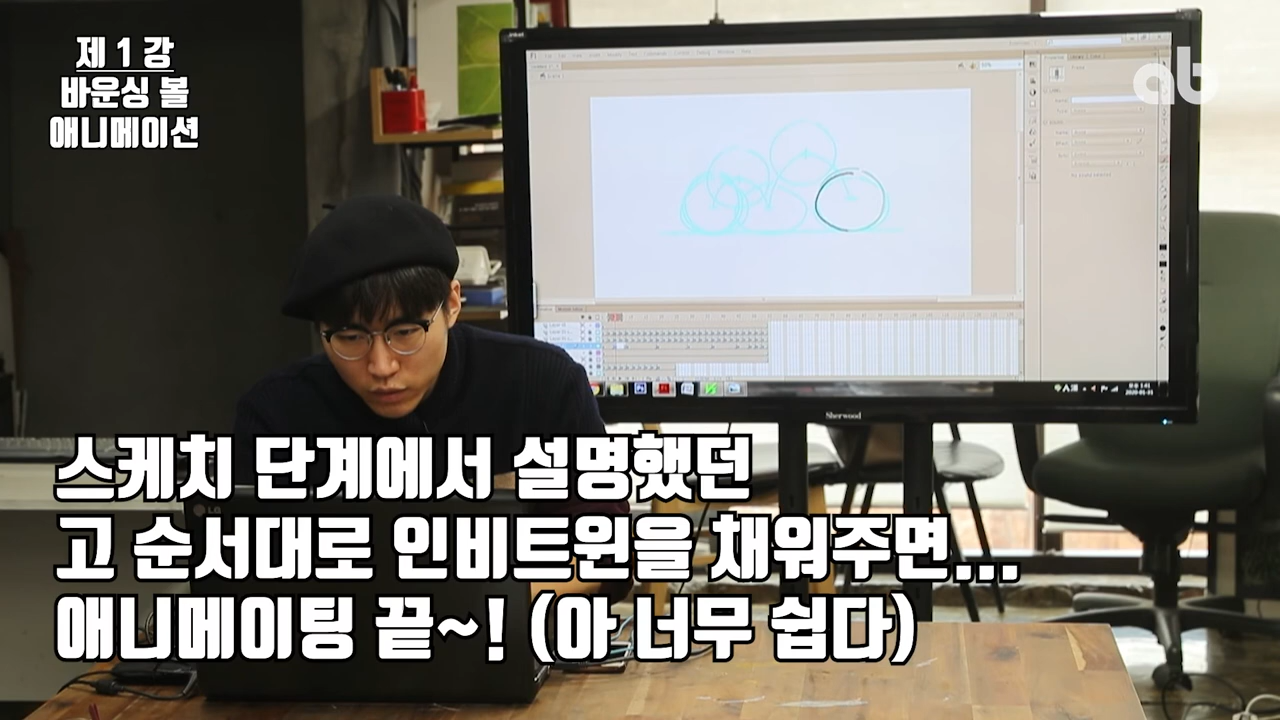 제 1 강
바운싱 볼
애니메이션
ab
Sherwood
LG
스케치 단계에서 설명했던
고 순서대로 인비트윈을 채워주면...
애니메이팅 끝~! (아 너무 쉽다)